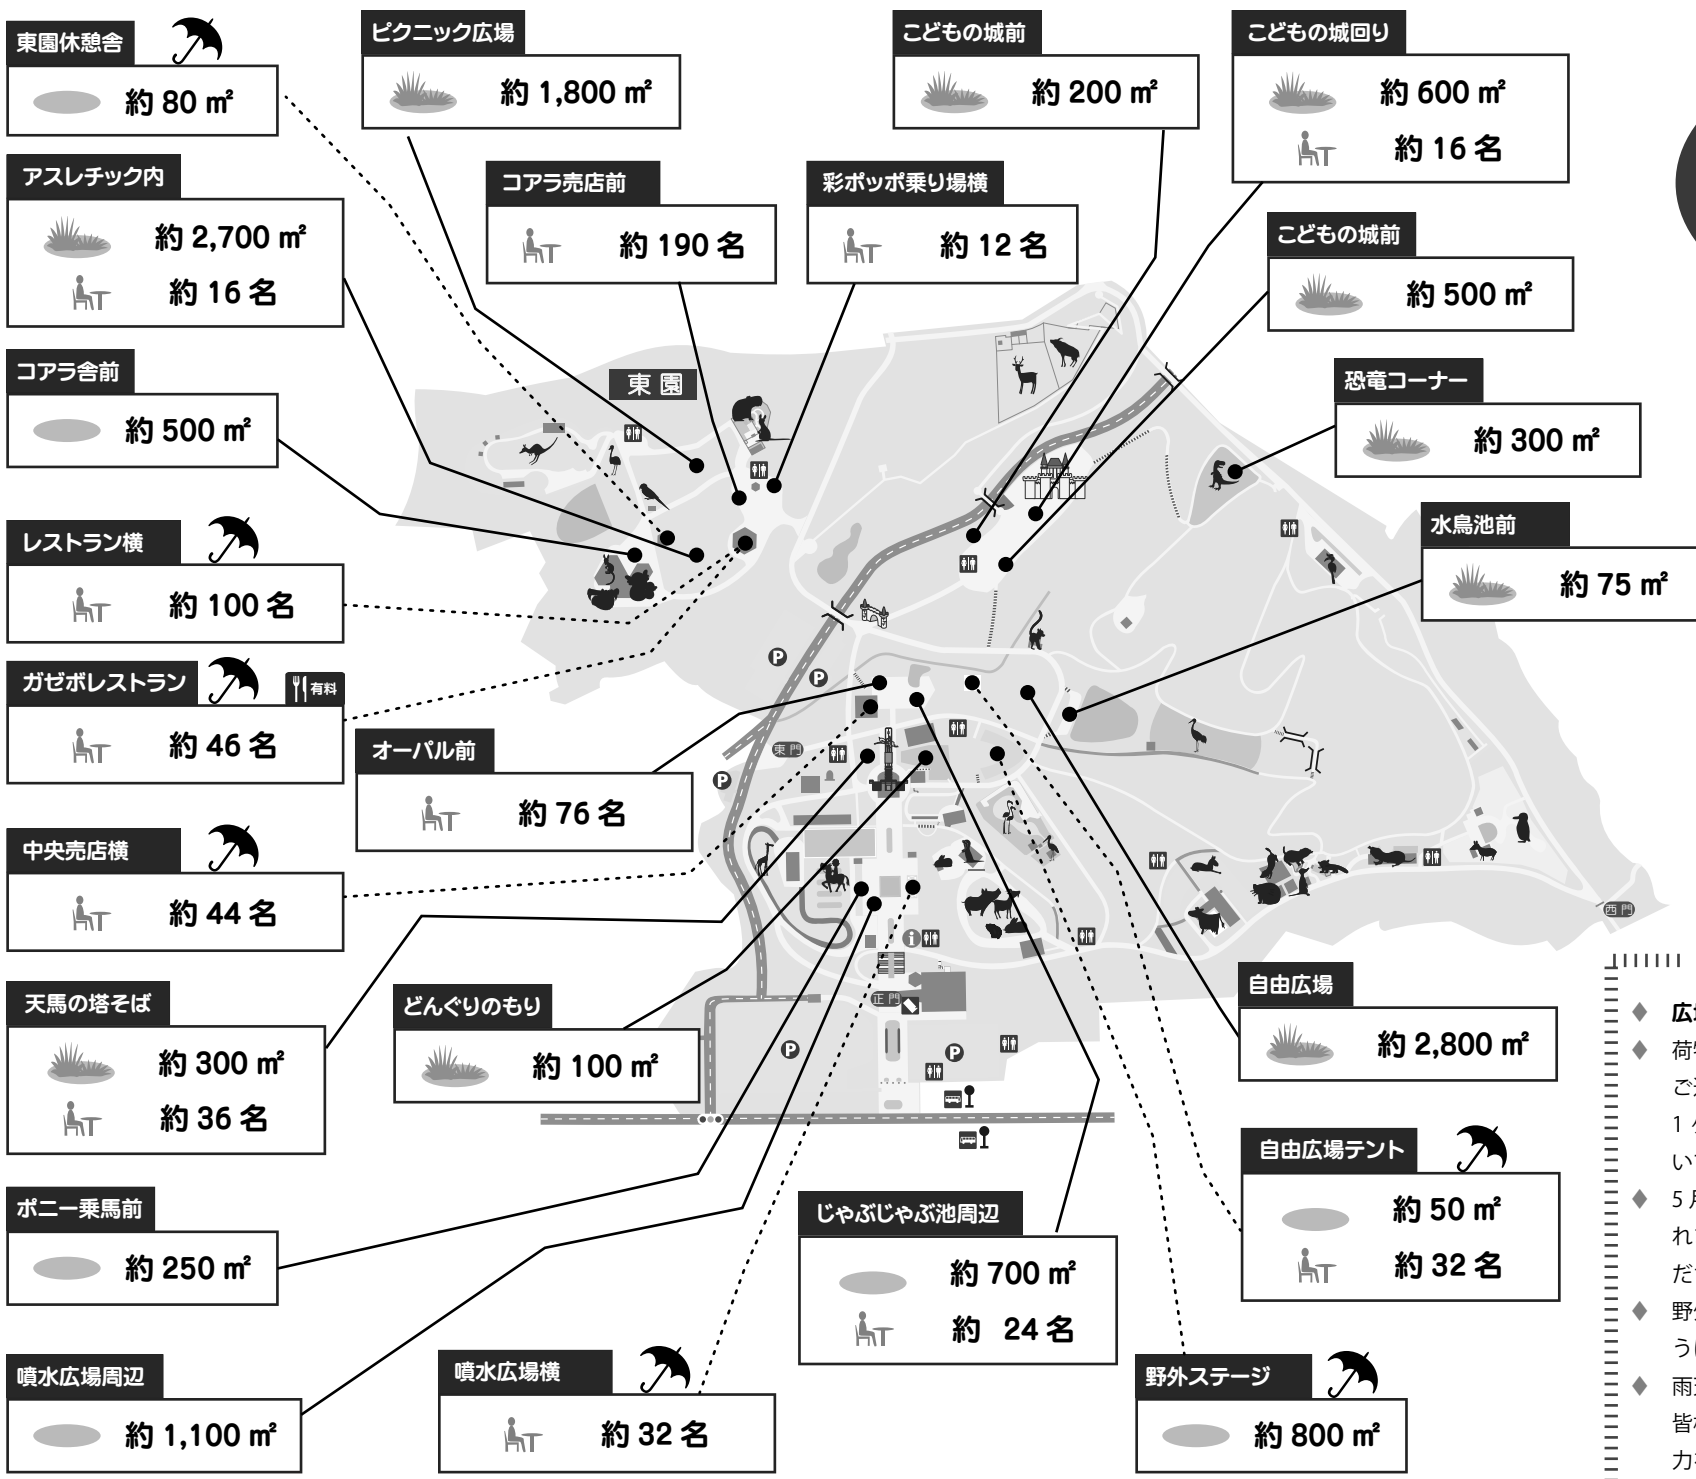 東園休憩舎
約 80 ㎡
ピクニック広場
約 1,800 ㎡
こどもの城前
約 200 ㎡
こどもの城回り
約 600 ㎡
約 16 名
アスレチック内
約 2,700 ㎡
約 16 名
コアラ売店前
約 190 名
彩ポッポ乗り場横
約 12 名
こどもの城前
約 500 ㎡
コアラ舎前
約 500 ㎡
東園
恐竜コーナー
約 300 ㎡
レストラン横
約 100 名
水鳥池前
約 75 ㎡
ガゼボレストラン
有料
約 46 名
P
P
P
東門
オーパル前
約 76 名
中央売店横
約 44 名
西門
i
正門
P
P
天馬の塔そば
約 300 ㎡
約 36 名
どんぐりのもり
約 100 ㎡
自由広場
約 2,800 ㎡
自由広場テント
約 50 ㎡
約 32 名
ポニー乗馬前
約 250 ㎡
じゃぶじゃぶ池周辺
約 700 ㎡
約 24 名
噴水広場周辺
約 1,100 ㎡
噴水広場横
約 32 名
野外ステージ
約 800 ㎡
◆ 広
◆ 荷
ご
1
い
◆ 5
れ
だ
◆ 野
う
◆ 雨
皆
力